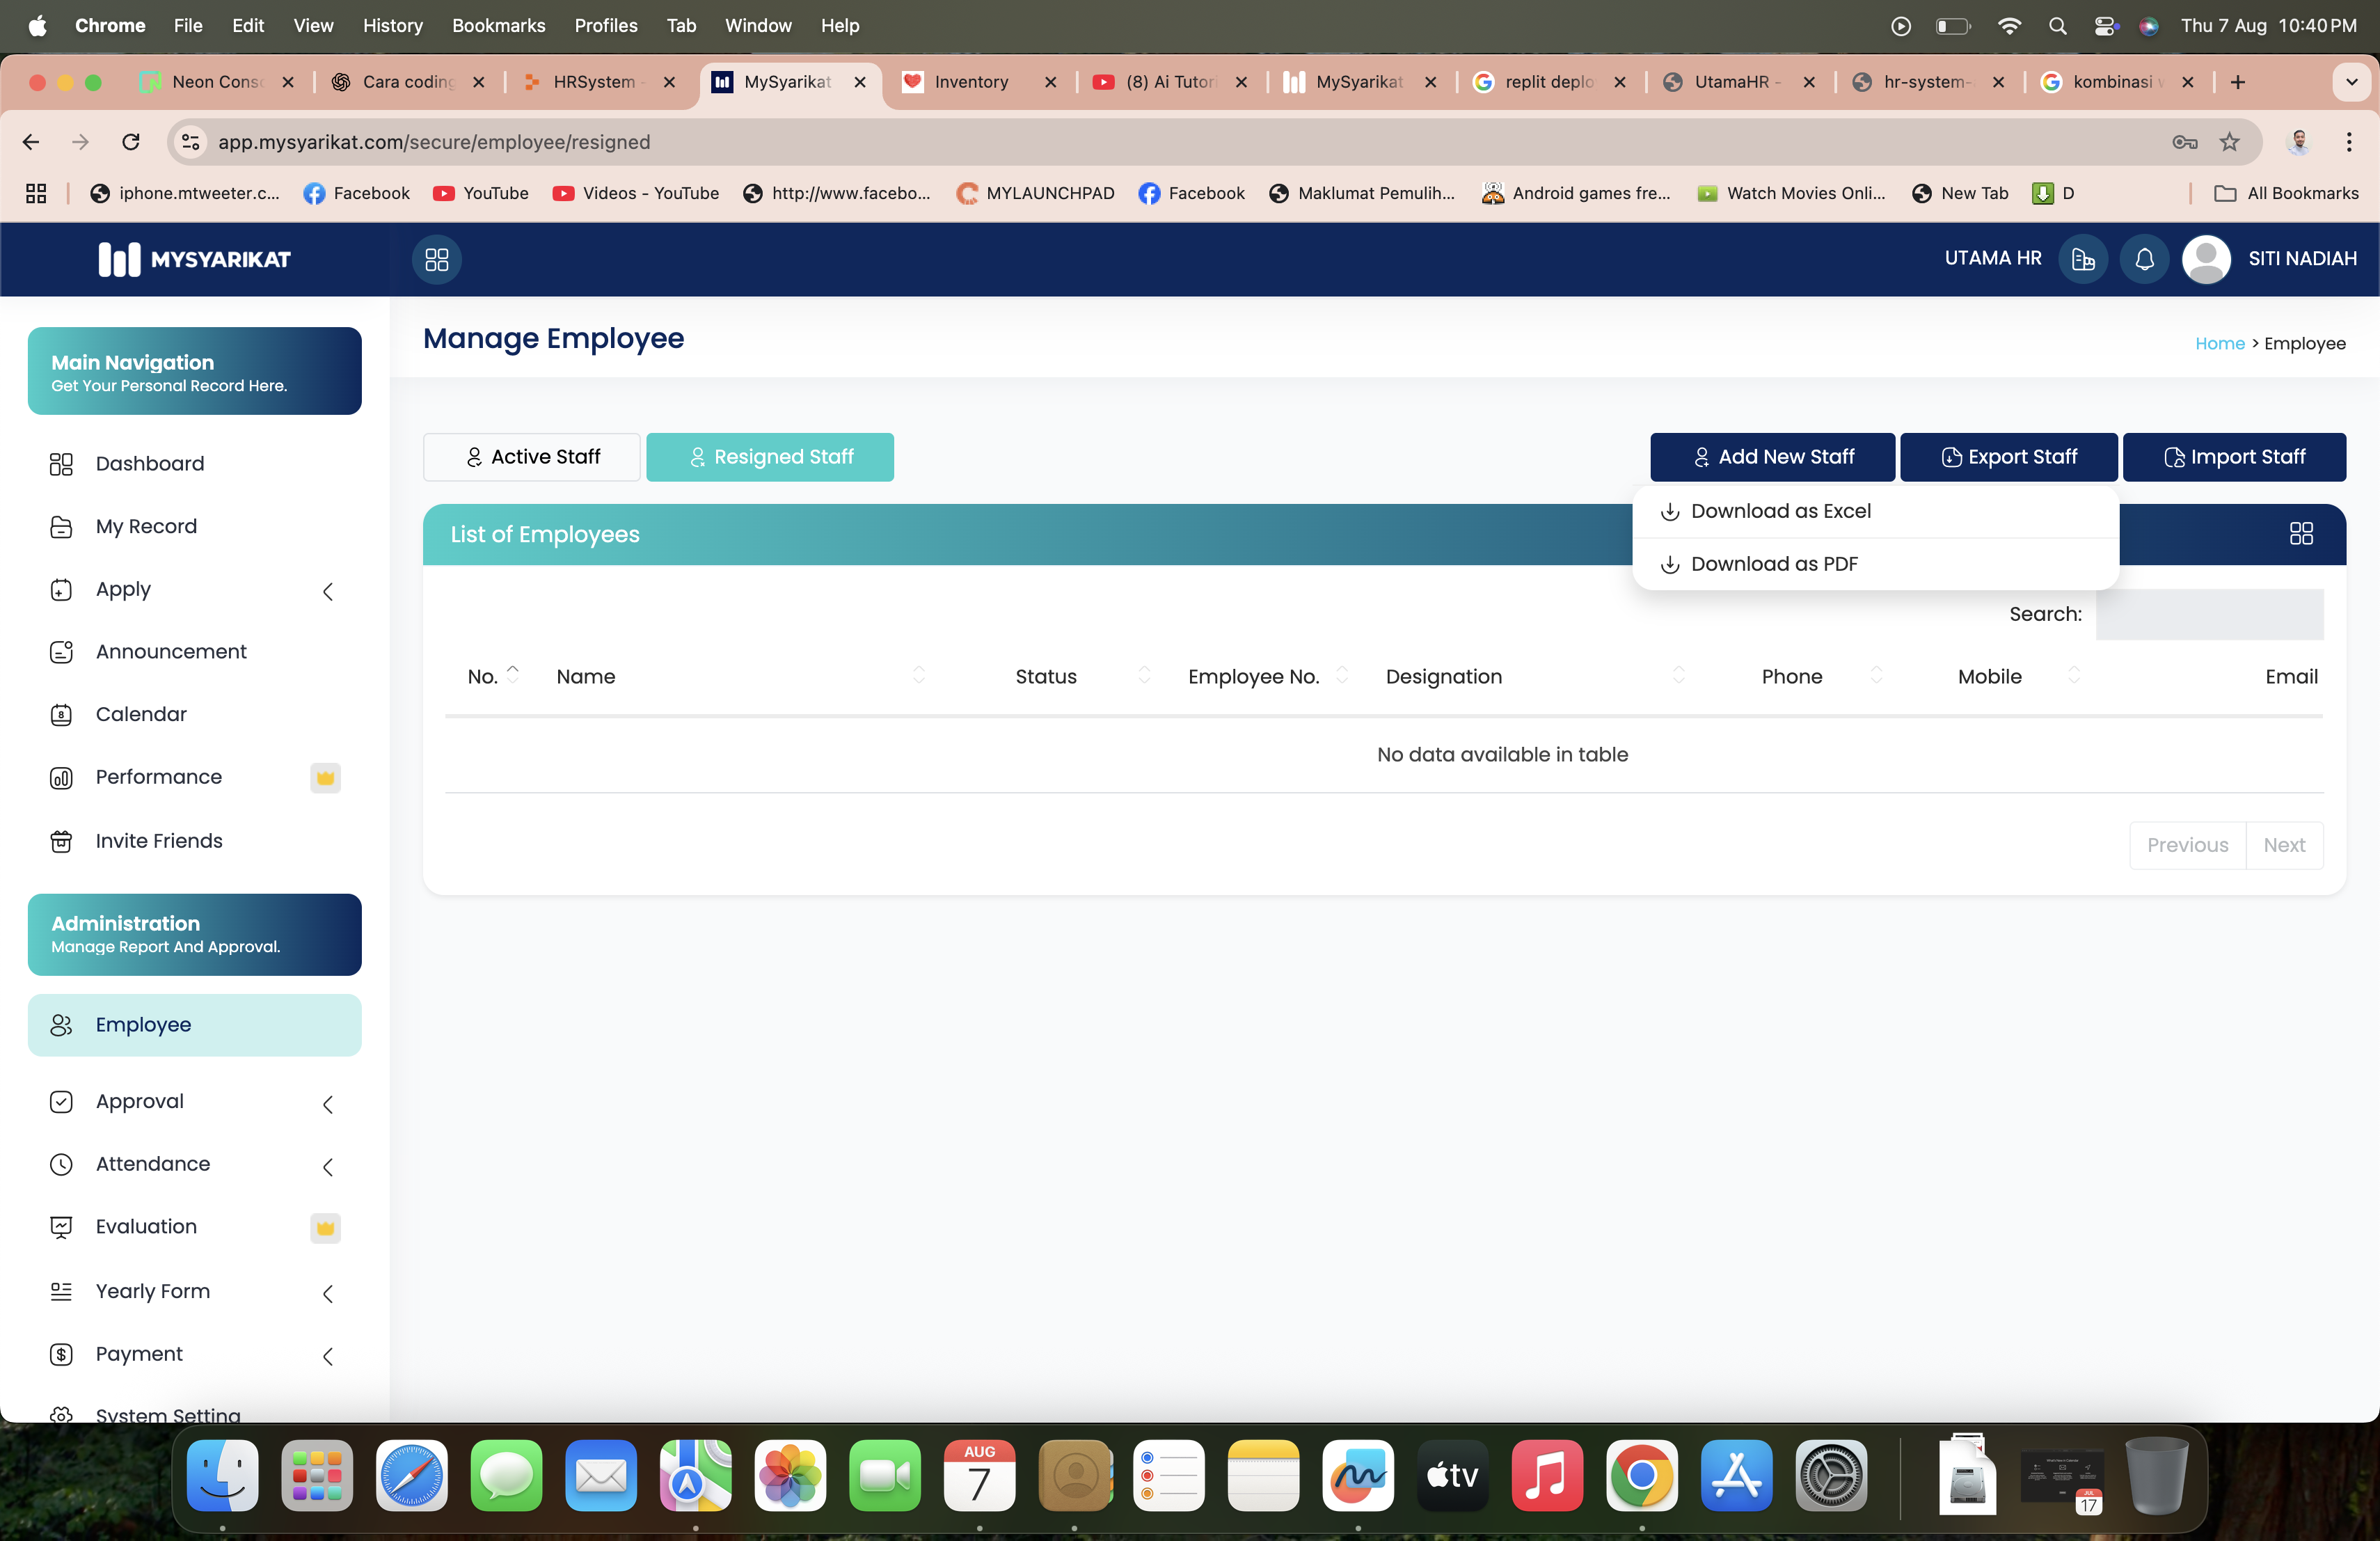 Chrome File Edit View History Bookmarks Profiles Tab Window Help Thu 7 Aug 10:40 PM
Neon Cons Cara coding HRSystem - MySyarikat Inventory (8) Ai Tutori MySyarikat replit deplo UtamaHR - hr-system- kombinasi w
app.mysyarikat.com/secure/employee/resigned
iphone.mtweeter.c... Facebook YouTube Videos - YouTube http://www.facebo... MYLAUNCHPAD Facebook Maklumat Pemulih... Android games fre... Watch Movies Onli... New Tab D All Bookmarks
MYSYARIKAT UTAMA HR SITI NADIAH
Manage Employee
Home > Employee
Main Navigation
Get Your Personal Record Here.
Dashboard
My Record
Apply
Announcement
Calendar
8
Performance
Invite Friends
Administration
Manage Report And Approval.
Employee
Approval
Attendance
Evaluation
Yearly Form
Payment
System Setting
Active Staff Resigned Staff Add New Staff Export Staff Import Staff
Download as Excel
Download as PDF
List of Employees
Search:
No. Name Status Employee No. Designation Phone Mobile Email
No data available in table
Previous Next
AUG
7
tv
JUL
17